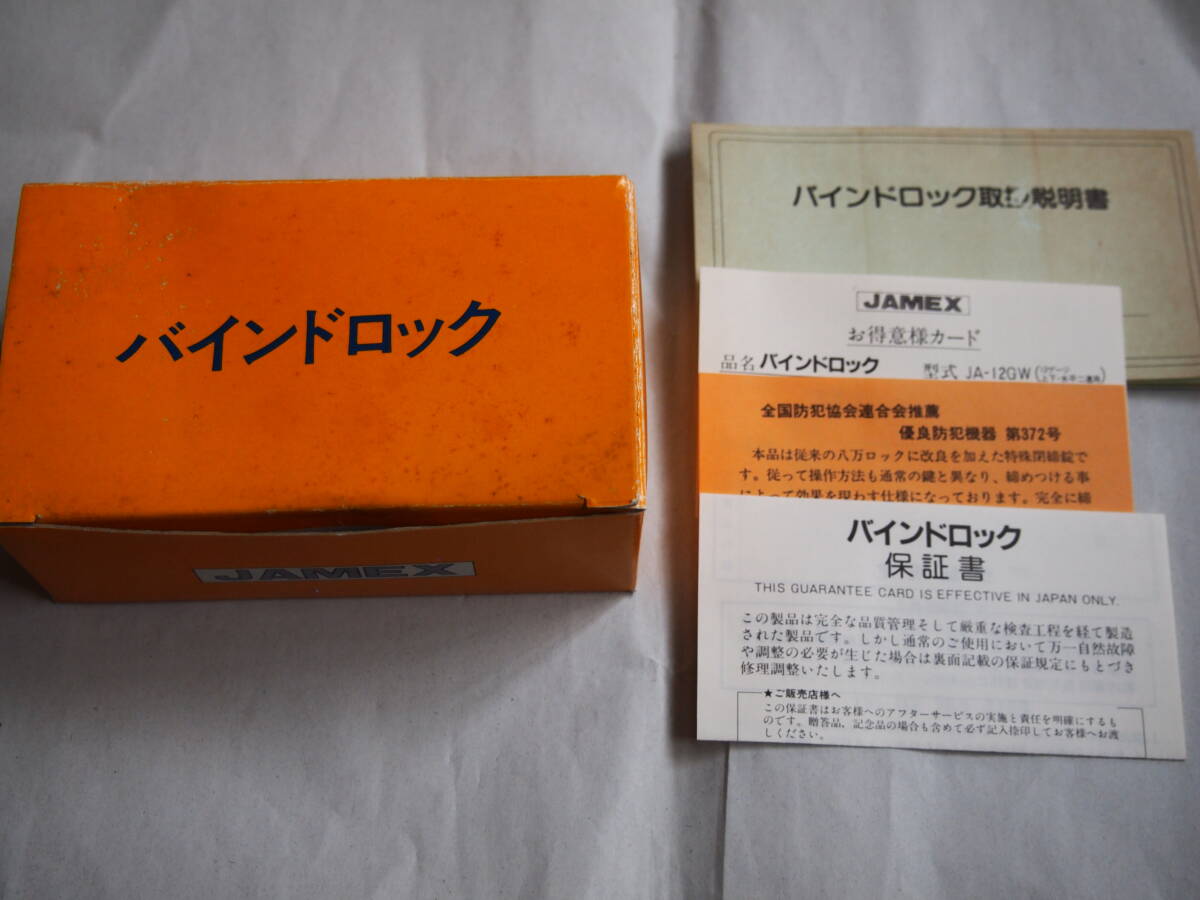 バインドロック
JAMEX
バインドロック取扱説明書
JAMEX
お得意様カード
品名 バインドロック 型式 JA-12GW
全国防犯協会連合会推薦
優良防犯機器 第372号
本品は従来の八万ロックに改良を加えた特殊閉締錠で
す。従って操作方法も通常の鍵と異なり、締めつける事
によって効果を現わす仕様になっております。完全に締
バインドロック
保証書
THIS GUARANTEE CARD IS EFFECTIVE IN JAPAN ONLY.
この製品は完全な品質管理そして厳重な検査工程を経て製造
された製品です。しかし通常のご使用において万一自然故障
や調整の必要が生じた場合は裏面記載の保証規定にもとづき
修理調整いたします。
★ご販売店様へ
この保証書はお客様へのアフターサービスの実施と責任を明確にするも
のです。贈答品、記念品の場合も含めて必ず記入捺印してお客様へお渡
しください。